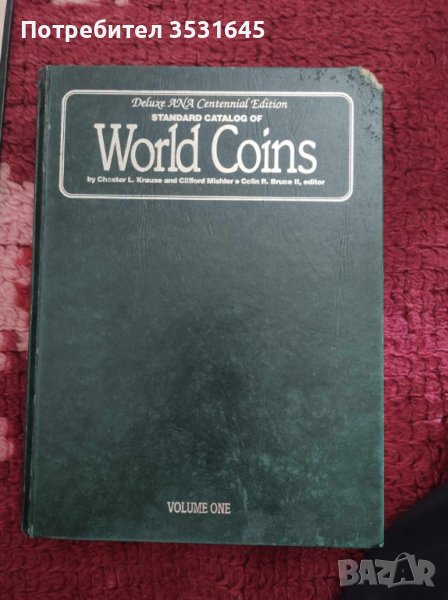 Потребител 3531645
Deluxe ANA Centennial Edition
STANDARD CATALOG OF
World Coins
by Chester L. Krause and Clifford Mishler • Colin R. Bruce II, editor
VOLUME ONE
BAZAR